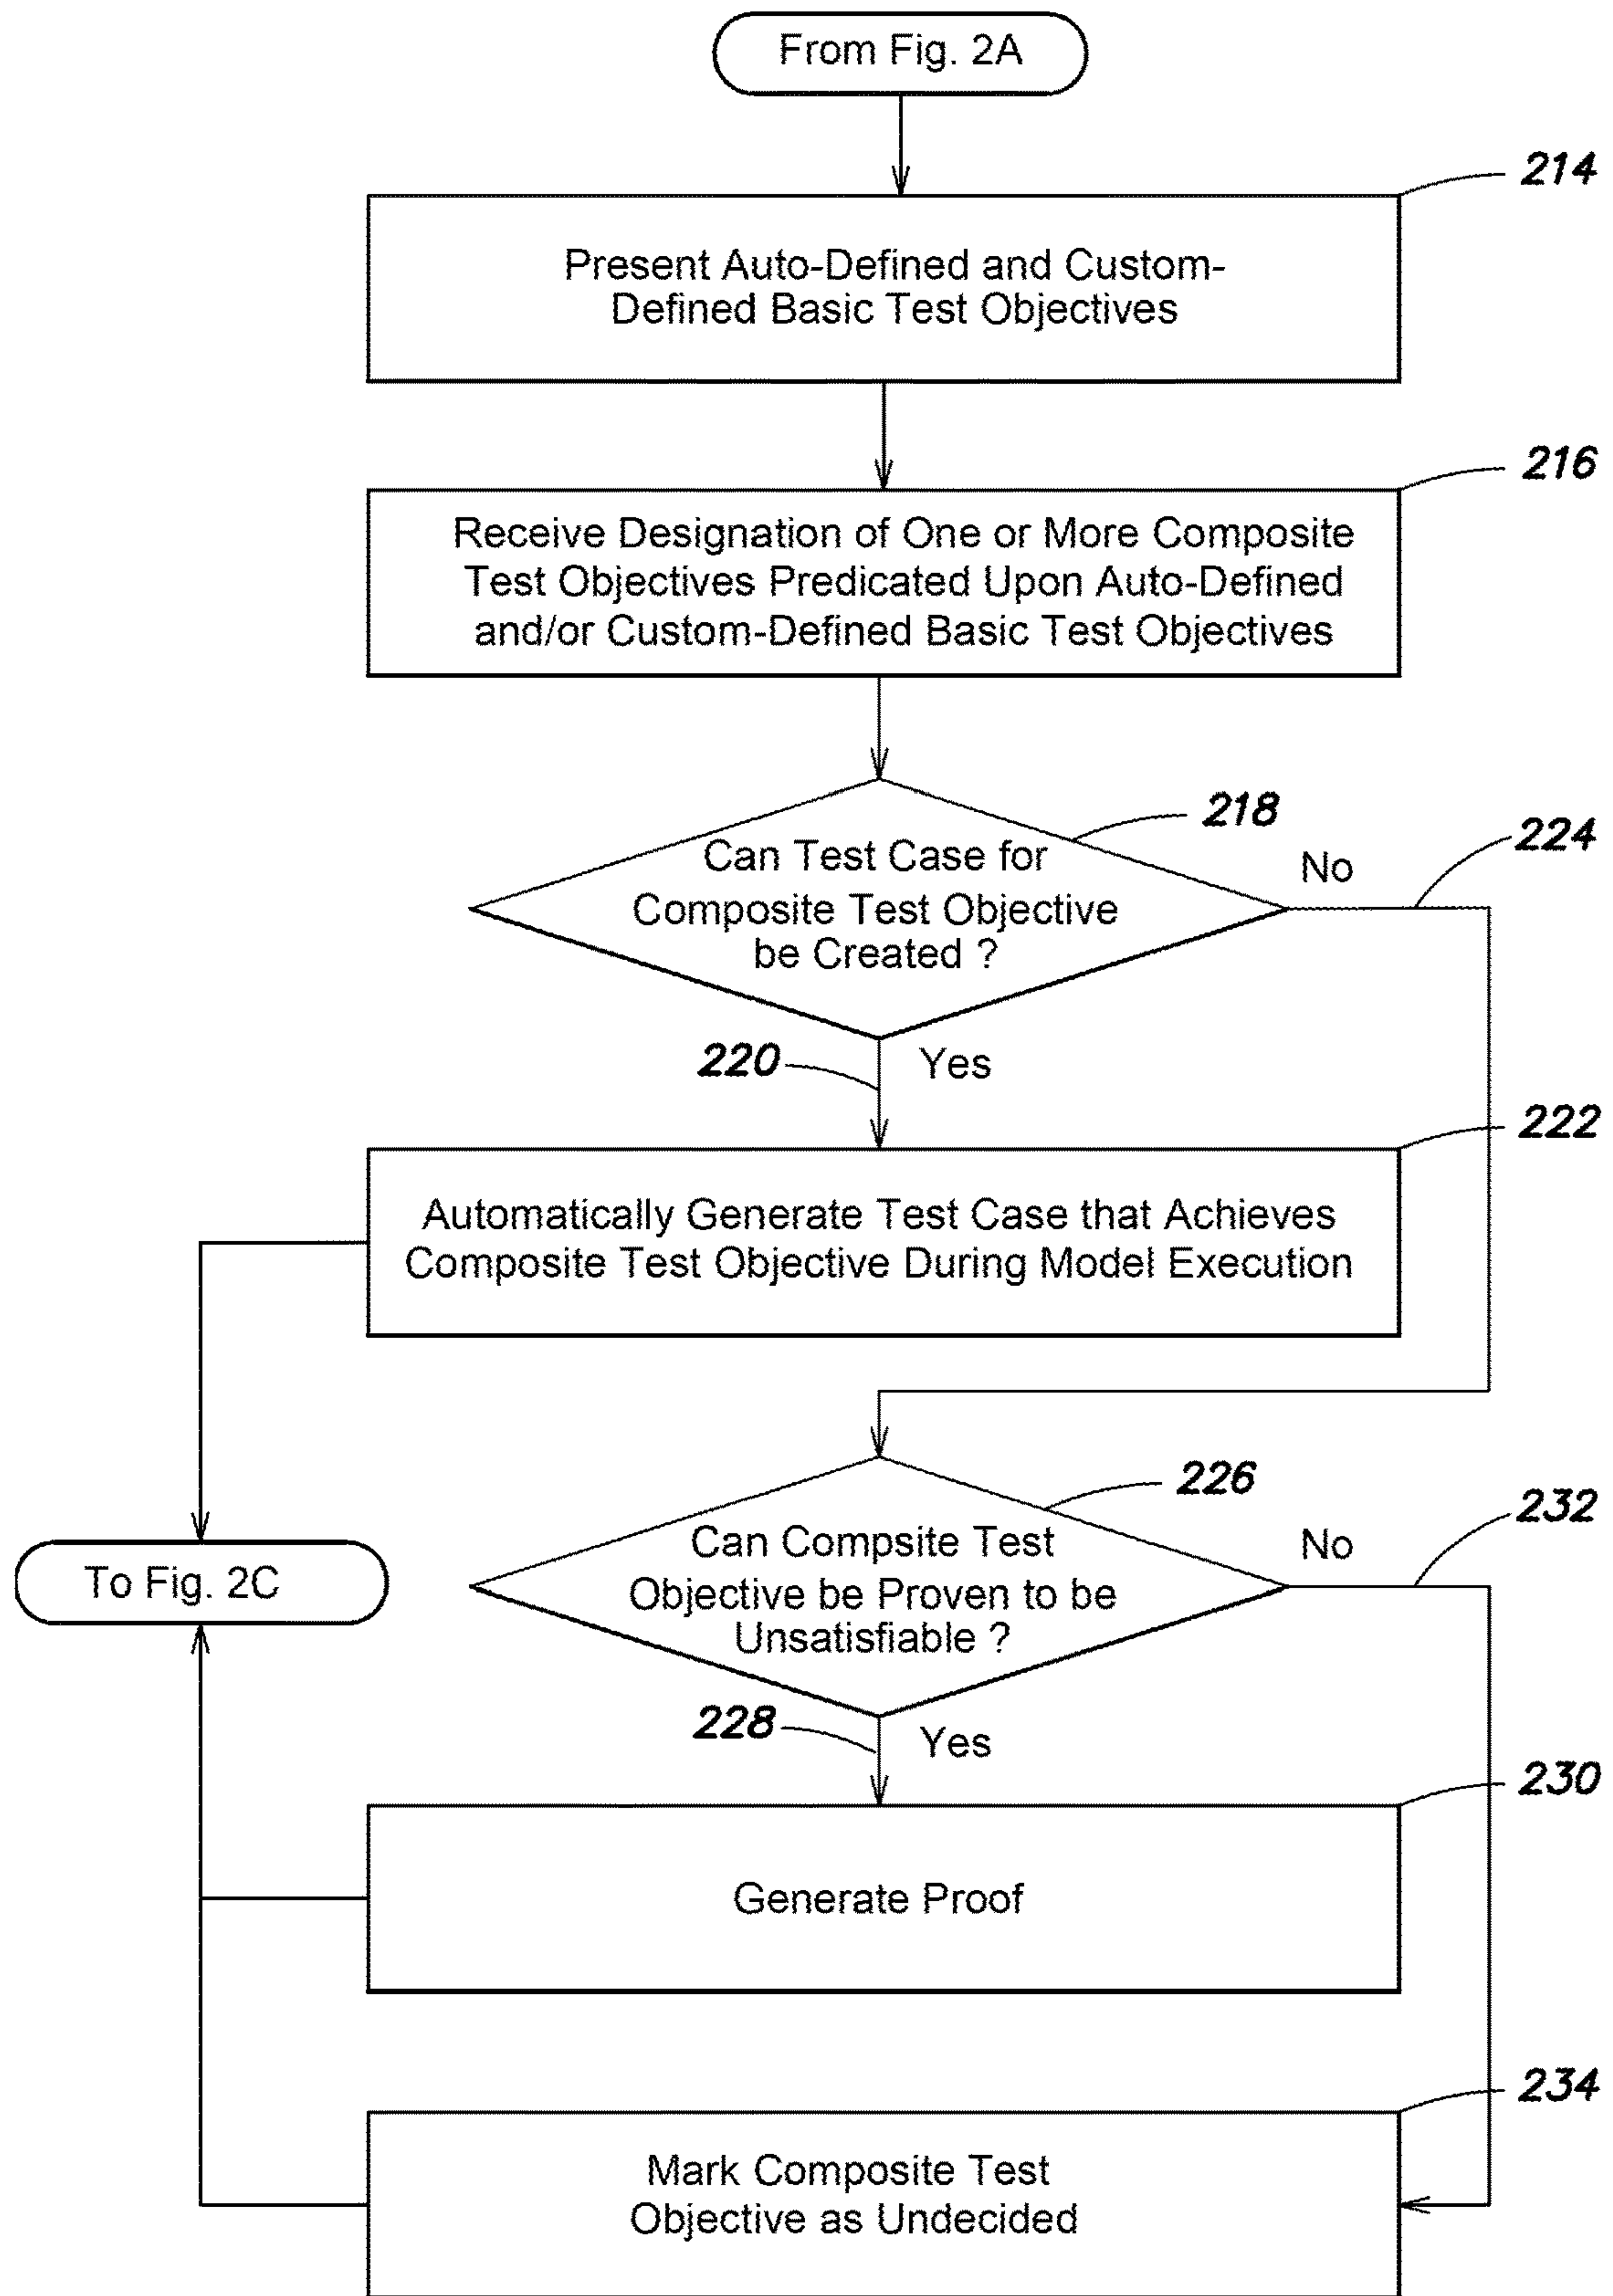 From Fig. 2A
214
Present Auto-Defined and Custom-
Defined Basic Test Objectives
216
Receive Designation of One or More Composite
Test Objectives Predicated Upon Auto-Defined
and/or Custom-Defined Basic Test Objectives
218
224
Can Test Case for
Composite Test Objective
be Created ?
No
220
Yes
222
Automatically Generate Test Case that Achieves
Composite Test Objective During Model Execution
226
232
Can Compsite Test
Objective be Proven to be
Unsatisfiable ?
No
To Fig. 2C
228
Yes
230
Generate Proof
234
Mark Composite Test
Objective as Undecided